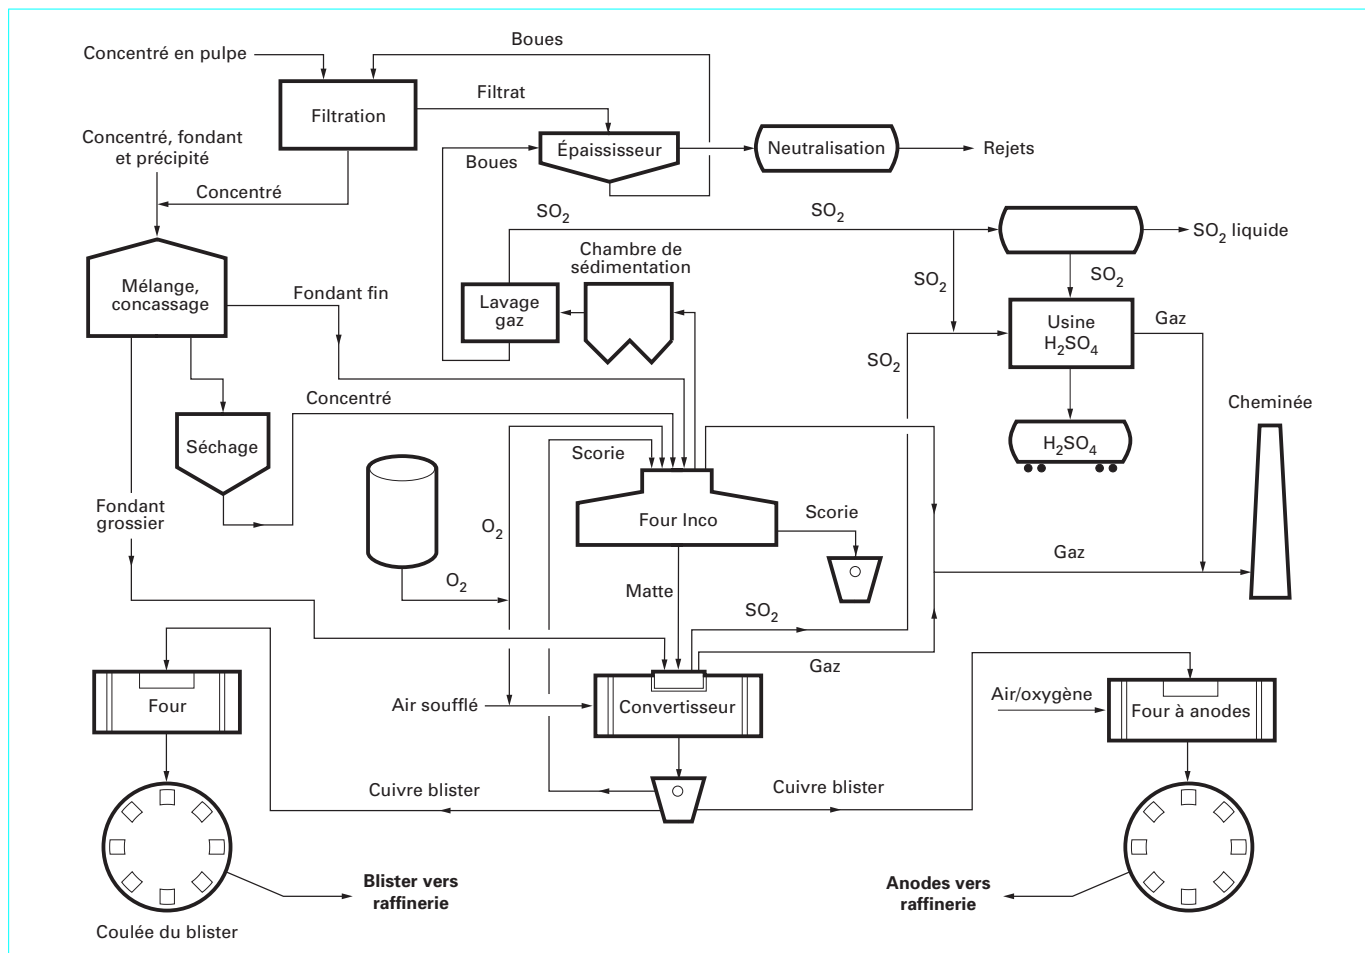 Boues
Concentré en pulpe
Filtrat
Filtration
Concentré, fondant
et précipité
Épaississeur
Neutralisation
Rejets
Boues
Concentré
SO2
SO2
SO2 liquide
Chambre de
sédimentation
SO2
SO2
Mélange,
concassage
Fondant fin
Lavage
gaz
Usine
H2SO4
Gaz
SO2
Concentré
Cheminée
Séchage
Scorie
H2SO4
Fondant
grossier
O2
Four Inco
Scorie
Gaz
O2
Matte
SO2
Gaz
Four
Air soufflé
Convertisseur
Air/oxygène
Four à anodes
Cuivre blister
Cuivre blister
Blister vers
raffinerie
Anodes vers
raffinerie
Coulée du blister